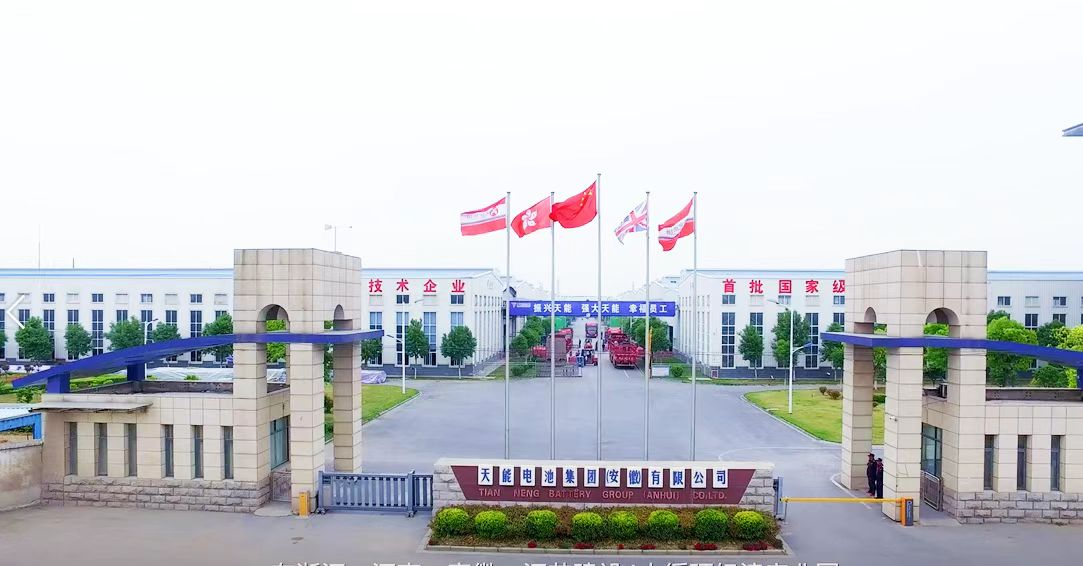 技术企业
首批国家级
振兴天能 强大天能 幸福员工
天能电池集团(安徽)有限公司
TIAN NENG BATTERY GROUP (ANHUI) CO.,LTD.